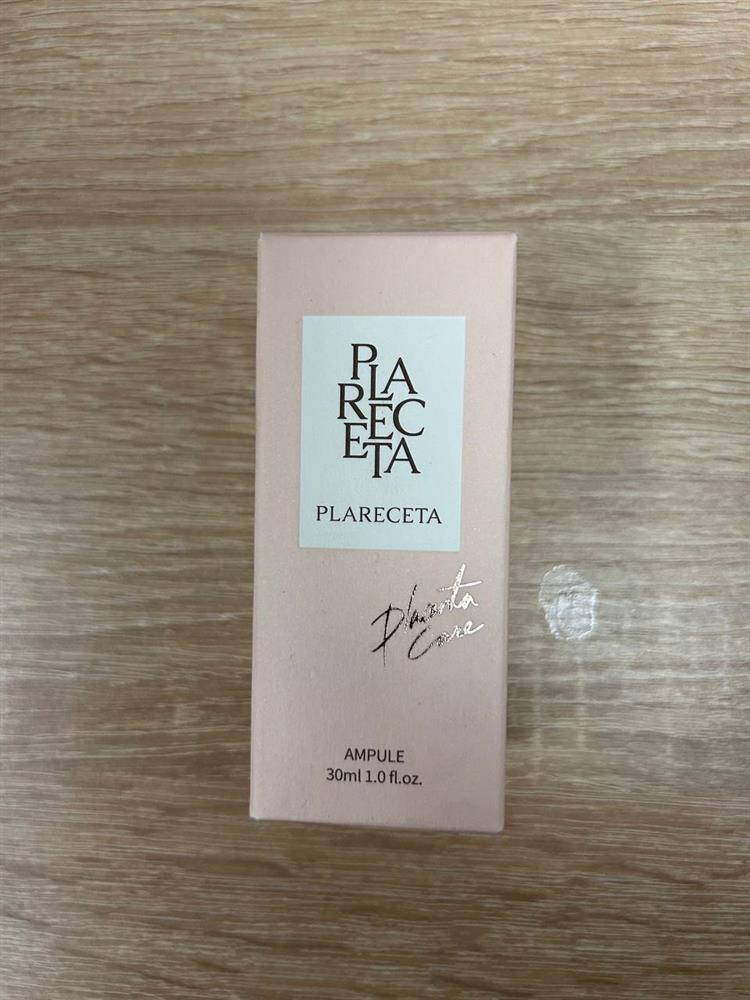 PLA
REC
ETA
PLARECETA
Placenta
Care
AMPULE
30ml 1.0 fl.oz.